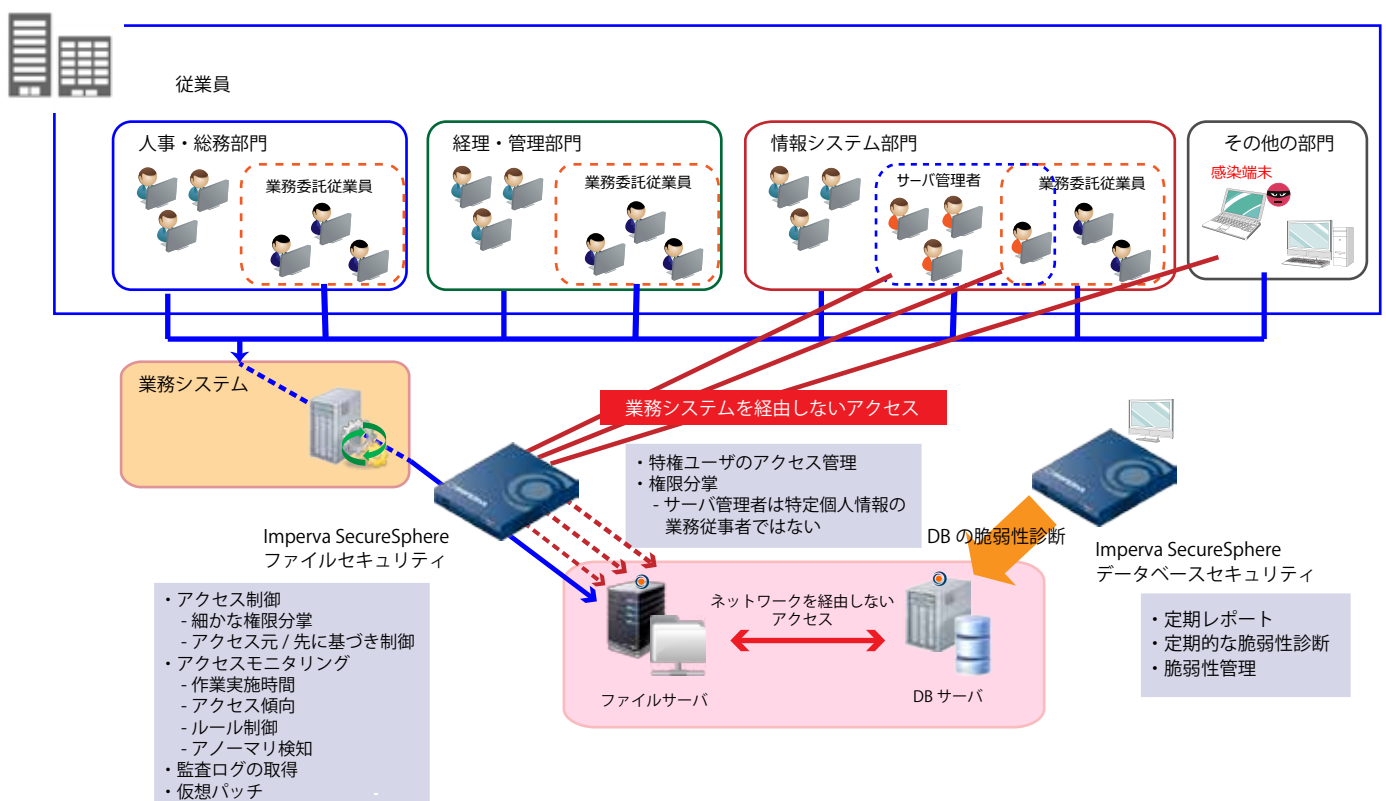 従業員
人事・総務部門
業務委託従業員
経理・管理部門
業務委託従業員
情報システム部門
サーバ管理者
業務委託従業員
その他の部門
感染端末
業務システム
業務システムを経由しないアクセス
・特権ユーザのアクセス管理
・権限分掌
- サーバ管理者は特定個人情報の
業務従事者ではない
Imperva SecureSphere
ファイルセキュリティ
DB の脆弱性診断
Imperva SecureSphere
データベースセキュリティ
・アクセス制御
- 細かな権限分掌
- アクセス元 / 先に基づき制御
・アクセスモニタリング
- 作業実施時間
- アクセス傾向
- ルール制御
- アノーマリ検知
・監査ログの取得
・仮想パッチ
-
ネットワークを経由しない
アクセス
ファイルサーバ
DB サーバ
・定期レポート
・定期的な脆弱性診断
・脆弱性管理